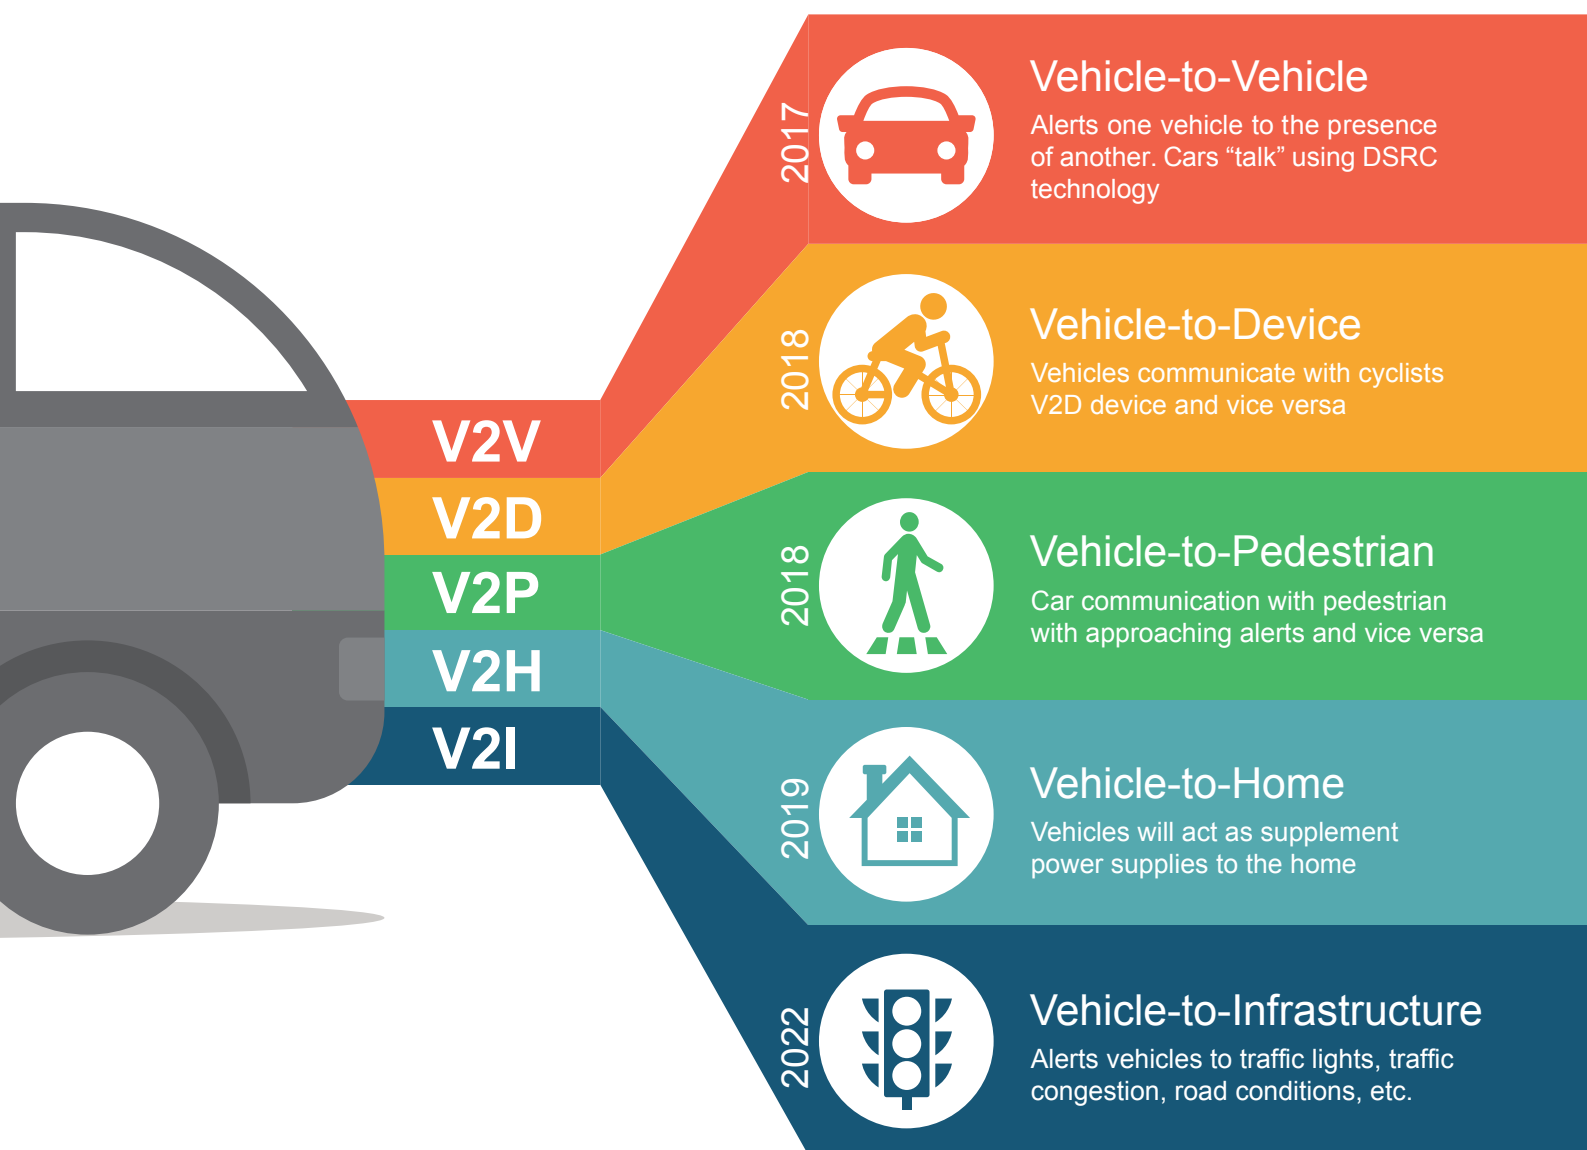 V2V
V2D
V2P
V2H
V2I
2017
Vehicle-to-Vehicle
Alerts one vehicle to the presence
of another. Cars “talk” using DSRC
technology
2018
Vehicle-to-Device
Vehicles communicate with cyclists
V2D device and vice versa
2018
Vehicle-to-Pedestrian
Car communication with pedestrian
with approaching alerts and vice versa
2019
Vehicle-to-Home
Vehicles will act as supplement
power supplies to the home
2022
Vehicle-to-Infrastructure
Alerts vehicles to traffic lights, traffic
congestion, road conditions, etc.